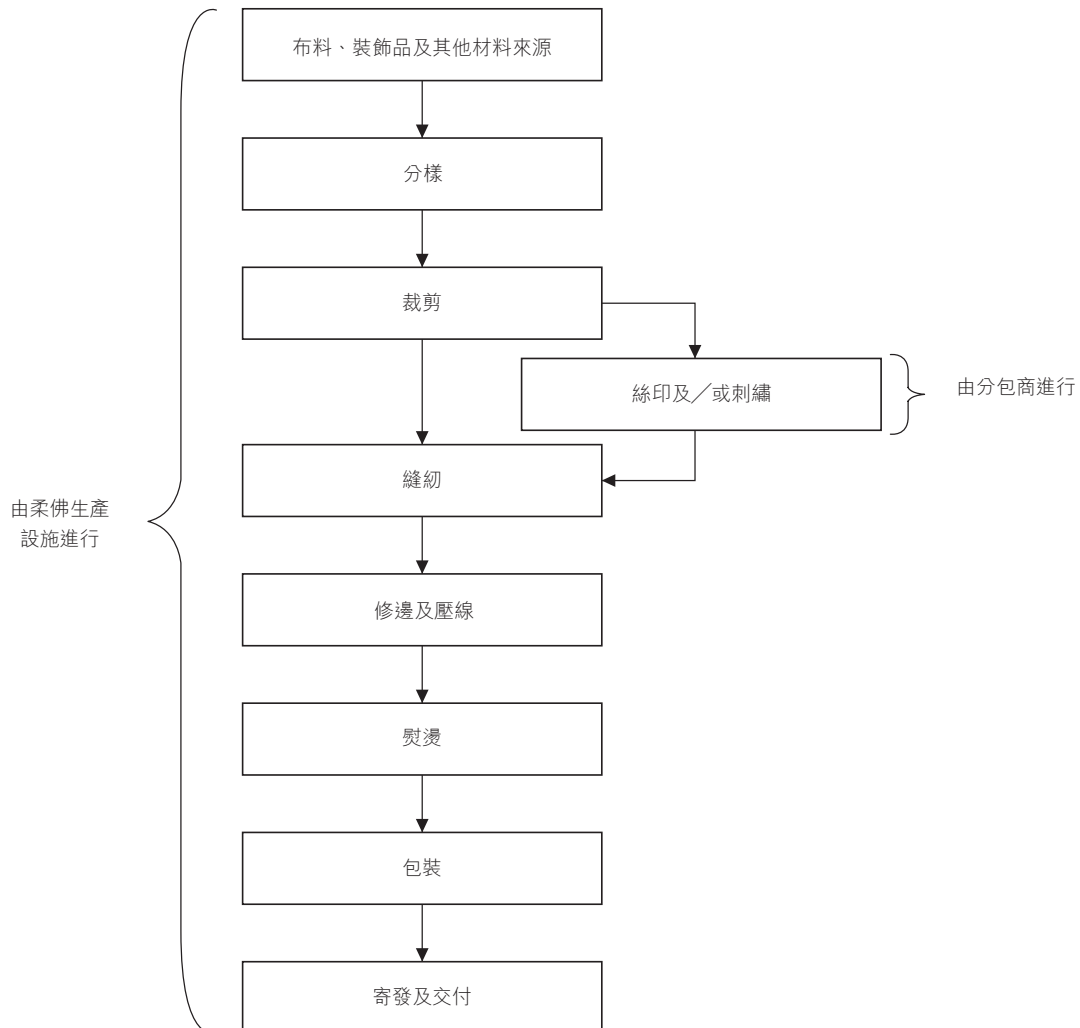 布料、裝飾品及其他材料來源
分樣
裁剪
絲印及／或刺繡
由分包商進行
縫紉
由柔佛生產
設施進行
修邊及壓線
熨燙
包裝
寄發及交付